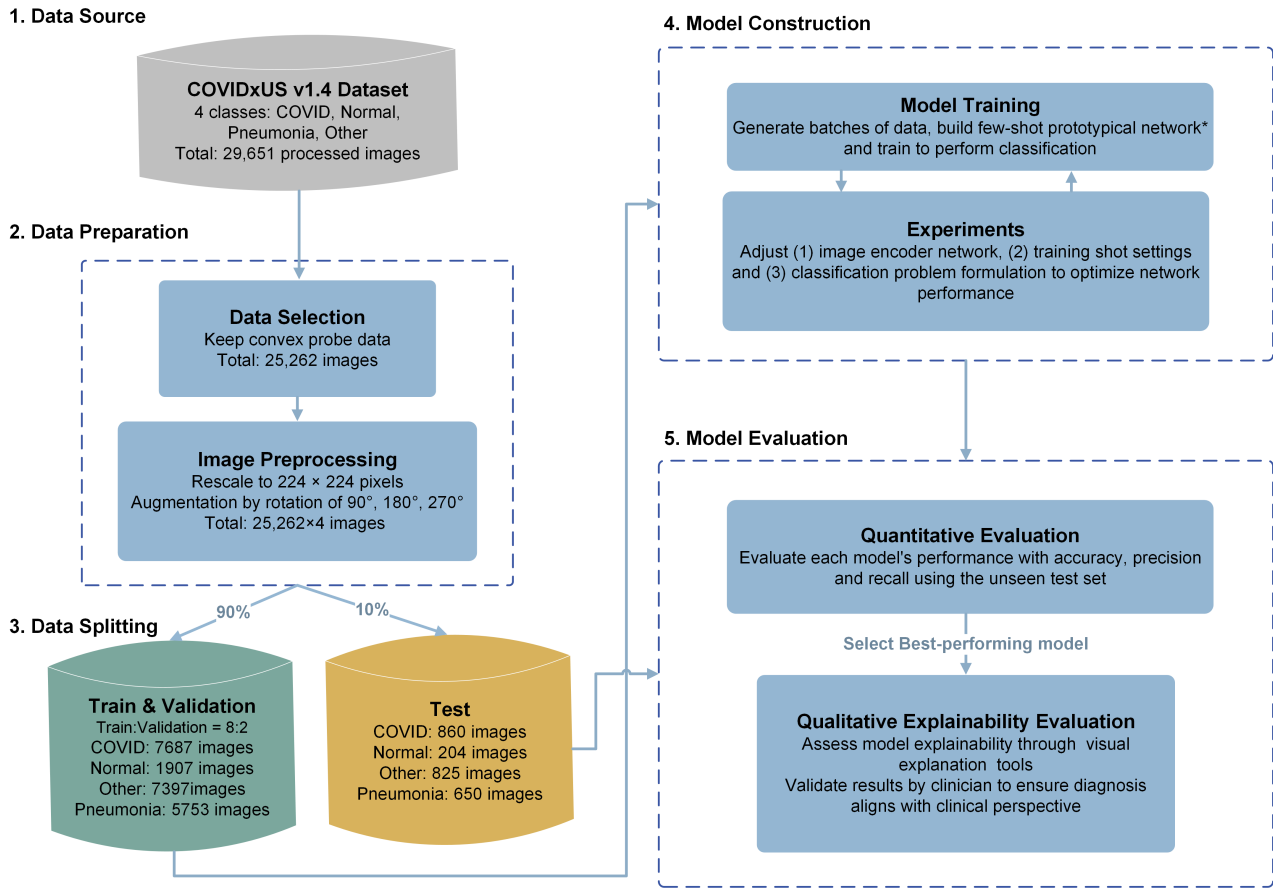 1. Data Source
COVIDxUS v1.4 Dataset
4 classes: COVID, Normal,
Pneumonia, Other
Total: 29,651 processed images
2. Data Preparation
Data Selection
Keep convex probe data
Total: 25,262 images
Image Preprocessing
Rescale to 224 × 224 pixels
Augmentation by rotation of 90°, 180°, 270°
Total: 25,262×4 images
90%
10%
3. Data Splitting
Train & Validation
Train:Validation = 8:2
COVID: 7687 images
Normal: 1907 images
Other: 7397images
Pneumonia: 5753 images
Test
COVID: 860 images
Normal: 204 images
Other: 825 images
Pneumonia: 650 images
4. Model Construction
Model Training
Generate batches of data, build few-shot prototypical network*
and train to perform classification
Experiments
Adjust (1) image encoder network, (2) training shot settings
and (3) classification problem formulation to optimize network
performance
5. Model Evaluation
Quantitative Evaluation
Evaluate each model's performance with accuracy, precision
and recall using the unseen test set
Select Best-performing model
Qualitative Explainability Evaluation
Assess model explainability through visual
explanation tools
Validate results by clinician to ensure diagnosis
aligns with clinical perspective